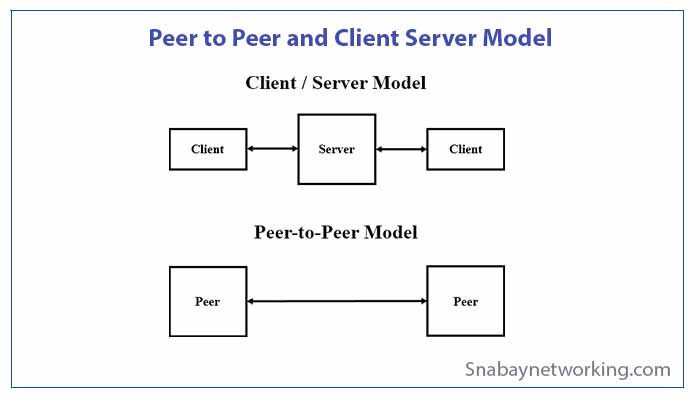 Peer to Peer and Client Server Model
Client / Server Model
Client
Server
Client
Peer-to-Peer Model
Peer
Peer
Snabaynetworking.com